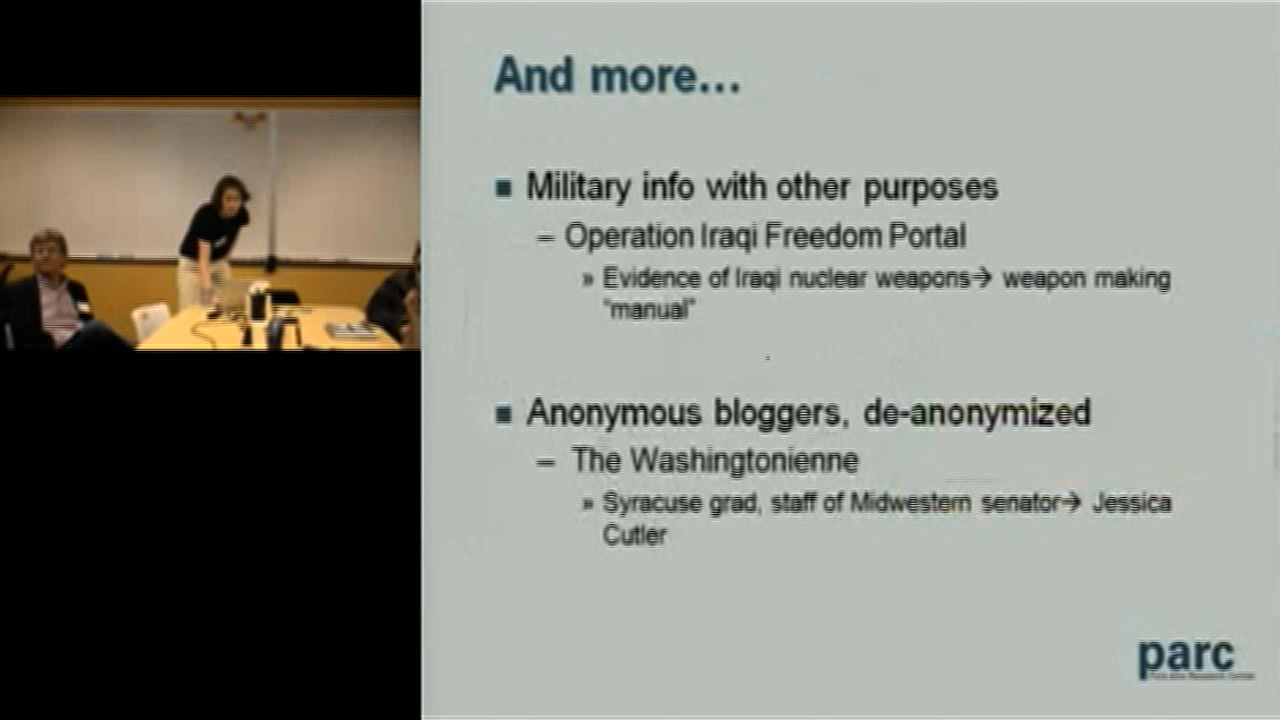 And more...
■ Military info with other purposes
– Operation Iraqi Freedom Portal
» Evidence of Iraqi nuclear weapons→ weapon making
"manual"
■ Anonymous bloggers, de-anonymized
– The Washingtonienne
» Syracuse grad, staff of Midwestern senator→ Jessica
Cutler
parc